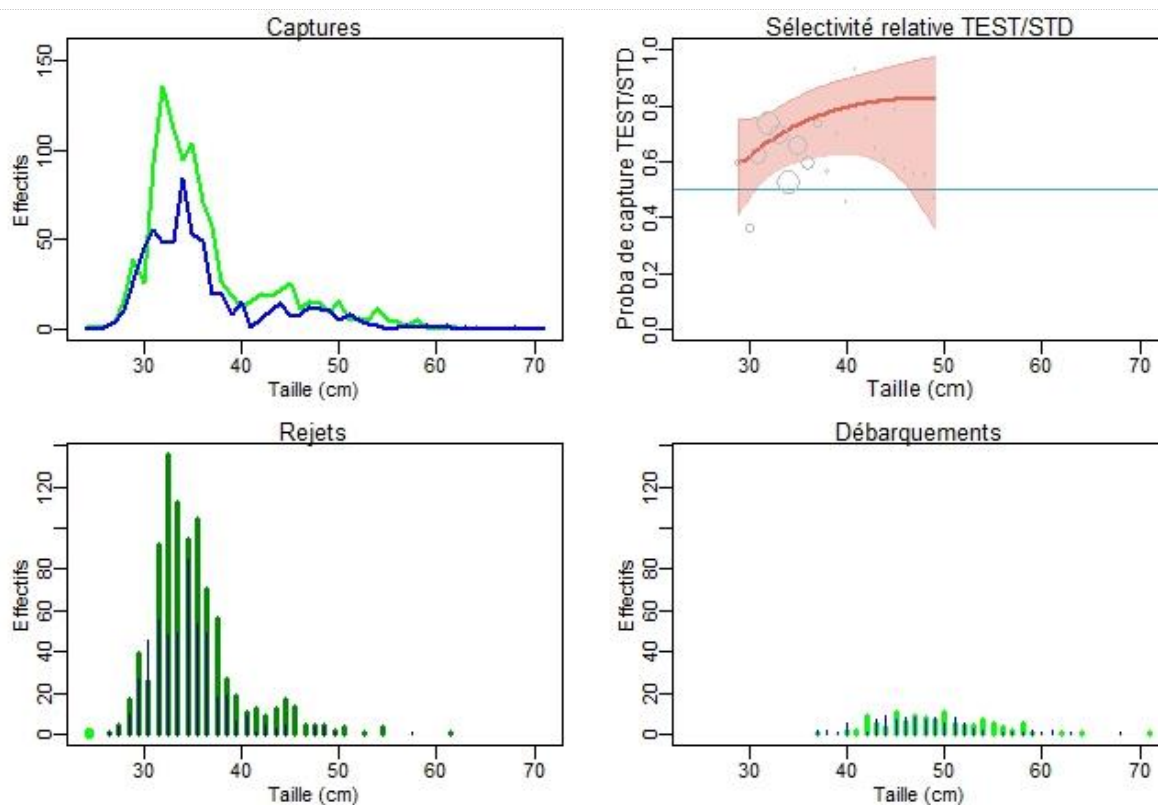 Captures
Effectifs
150
100
50
0
30 40 50 60 70
Taille (cm)
Sélectivité relative TEST/STD
Proba de capture TEST/STD
1.0
0.8
0.6
0.4
0.2
0.0
30 40 50 60 70
Taille (cm)
Rejets
Effectifs
120
80
60
40
20
0
30 40 50 60 70
Taille (cm)
Débarquements
Effectifs
120
80
60
40
20
0
30 40 50 60 70
Taille (cm)